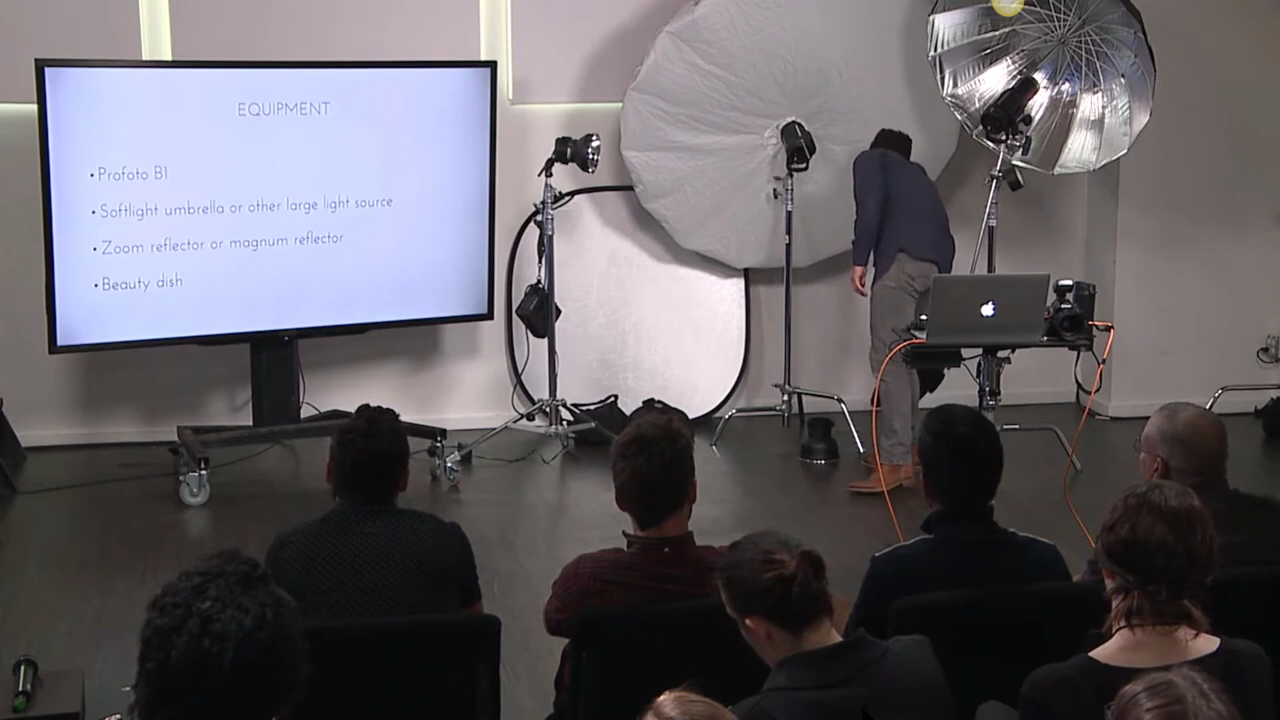 EQUIPMENT
• Profoto B1
• Softlight umbrella or other large light source
• Zoom reflector or magnum reflector
• Beauty dish